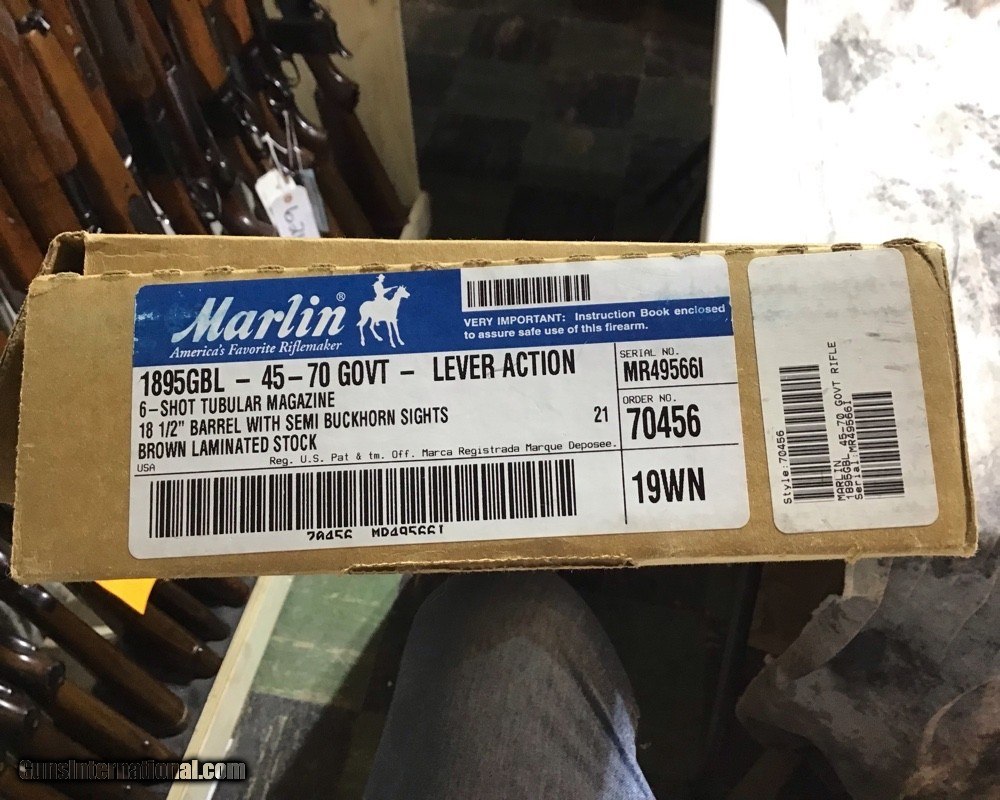 Marlin®
America's Favorite Riflemaker
VERY IMPORTANT: Instruction Book enclosed
to assure safe use of this firearm.
1895GBL - 45-70 GOVT - LEVER ACTION
6-SHOT TUBULAR MAGAZINE
18 1/2" BARREL WITH SEMI BUCKHORN SIGHTS 21
BROWN LAMINATED STOCK
USA Reg. U.S. Pat & tm. Off. Marca Registrada Marque Deposee.
70456 MR49566I
SERIAL NO.
MR49566I
ORDER NO.
70456
19WN
Style:70456
MARLIN
1895GBL 45-70 GOVT RIFLE
Serial:MR49566I
GunsInternational.com